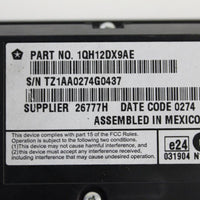 PART NO. 1QH12DX9AE
S/N TZ1AA0274G0437
SUPPLIER 26777H DATE CODE 0274
ASSEMBLED IN MEXICO
This device complies with part 15 of the FCC Rules.
Operation is subject to the following two conditions:
(1) This device may not cause harmful interference, and
(2) this device must accept any interference received,
including interference that may cause undesired
operation.
e24
031904